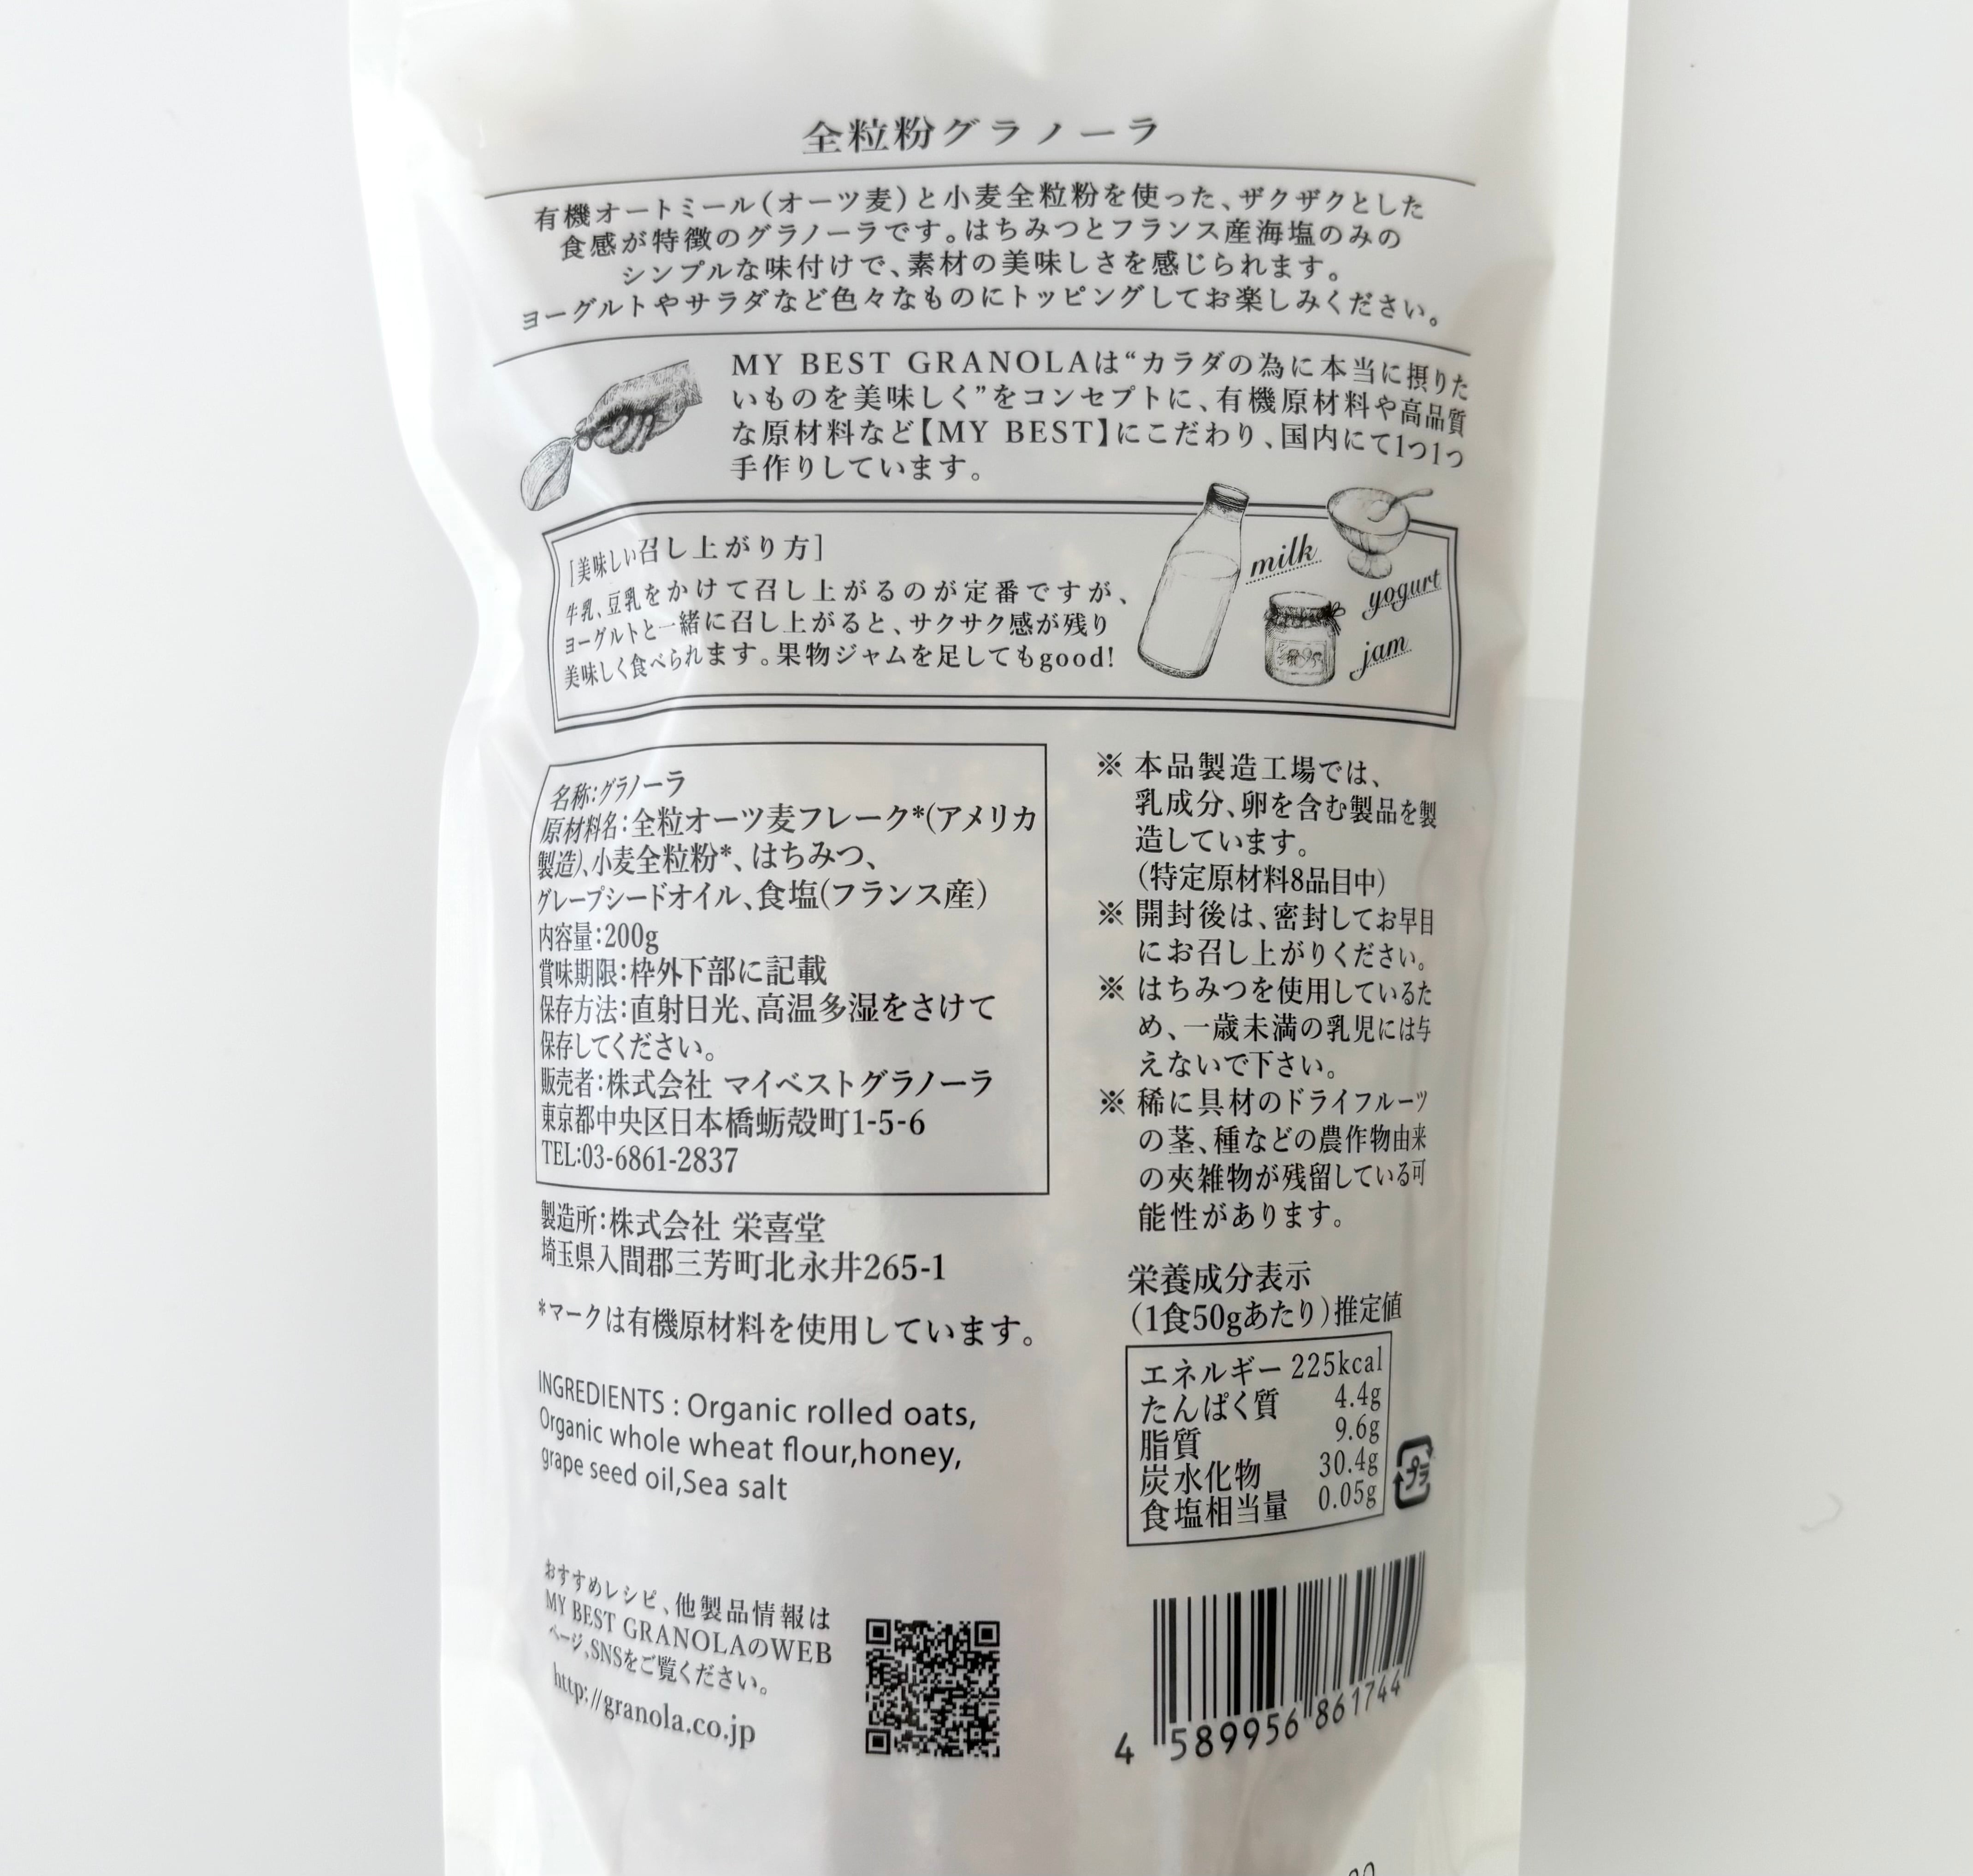 全粒粉グラノーラ
有機オートミール(オーツ麦)と小麦全粒粉を使った、ザクザクとした
食感が特徴のグラノーラです。はちみつとフランス産海塩のみの
シンプルな味付けで、素材の美味しさを感じられます。
ヨーグルトやサラダなど色々なものにトッピングしてお楽しみください。
MY BEST GRANOLAは“カラダの為に本当に摂りた
いものを美味しく”をコンセプトに、有機原材料や高品質
な原材料など【MY BEST】にこだわり、国内にて1つ1つ
手作りしています。
[美味しい召し上がり方]
牛乳、豆乳をかけて召し上がるのが定番ですが、
ヨーグルトと一緒に召し上がると、サクサク感が残り
美味しく食べられます。果物ジャムを足してもgood!
milk
yogurt
jam
名称:グラノーラ
原材料名:全粒オーツ麦フレーク*(アメリカ
製造)、小麦全粒粉*、はちみつ、
グレープシードオイル、食塩(フランス産)
内容量:200g
賞味期限:枠外下部に記載
保存方法:直射日光、高温多湿をさけて
保存してください。
販売者:株式会社 マイベストグラノーラ
東京都中央区日本橋蛎殻町1-5-6
TEL:03-6861-2837
製造所:株式会社 栄喜堂
埼玉県入間郡三芳町北永井265-1
*マークは有機原材料を使用しています。
INGREDIENTS : Organic rolled oats,
Organic whole wheat flour,honey,
grape seed oil,Sea salt
おすすめレシピ、他製品情報は
MY BEST GRANOLAのWEB
ページ、SNSをご覧ください。
http://granola.co.jp
※ 本品製造工場では、
乳成分、卵を含む製品を製
造しています。
(特定原材料8品目中)
※ 開封後は、密封してお早目
にお召し上がりください。
※ はちみつを使用しているた
め、一歳未満の乳児には与
えないで下さい。
※ 稀に具材のドライフルーツ
の茎、種などの農作物由来
の夾雑物が残留している可
能性があります。
栄養成分表示
(1食50gあたり)推定値
エネルギー 225kcal
たんぱく質 4.4g
脂質 9.6g
炭水化物 30.4g
食塩相当量 0.05g
プラ
4 589956 861744